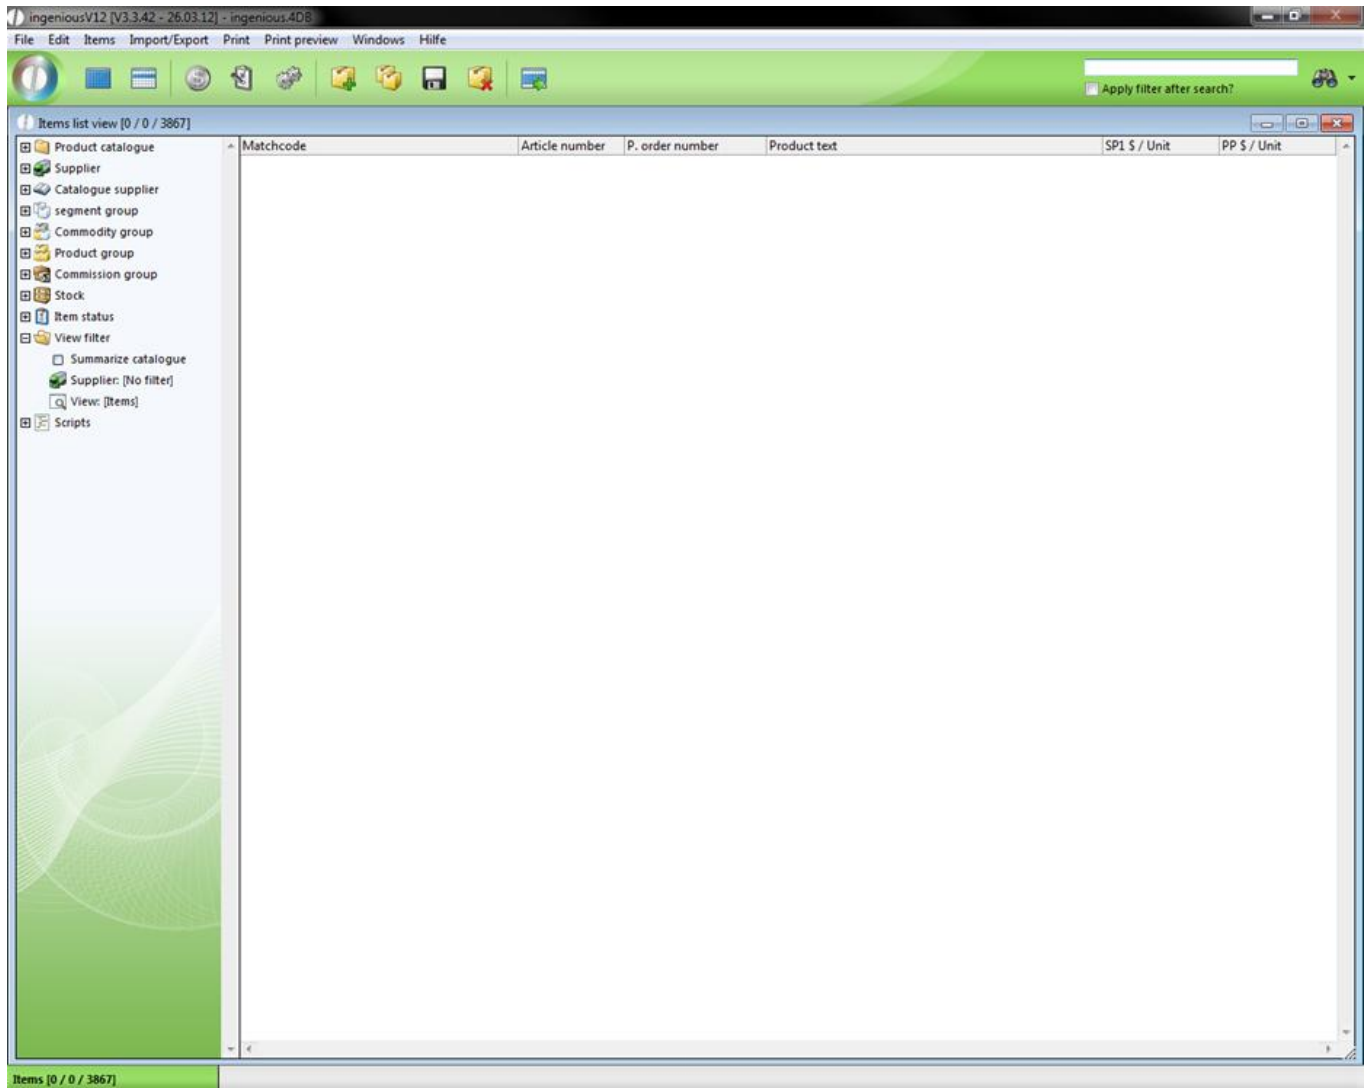 ingeniousV12 [V3.3.42 - 26.03.12] - ingenious.4DB
File Edit Items Import/Export Print Print preview Windows Hilfe
Apply filter after search?
Items list view [0 / 0 / 3867]
Matchcode Article number P. order number Product text SP1 $ / Unit PP $ / Unit
Product catalogue
Supplier
Catalogue supplier
segment group
Commodity group
Product group
Commission group
Stock
Item status
View filter
Summarize catalogue
Supplier: [No filter]
View: [Items]
Scripts
Items [0 / 0 / 3867]